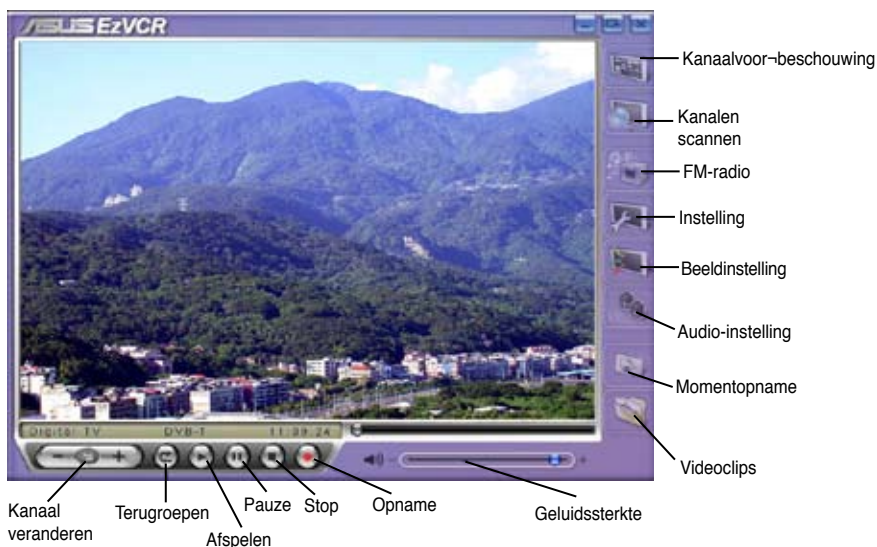 ASUS EzVCR
Kanaalvoor¬beschouwing
Kanalen
scannen
FM-radio
Instelling
Beeldinstelling
Audio-instelling
Momentopname
Videoclips
Digital TV DVB-T 11:09:24
Kanaal
veranderen
Terugroepen
Afspelen
Pauze
Stop
Opname
Geluidssterkte